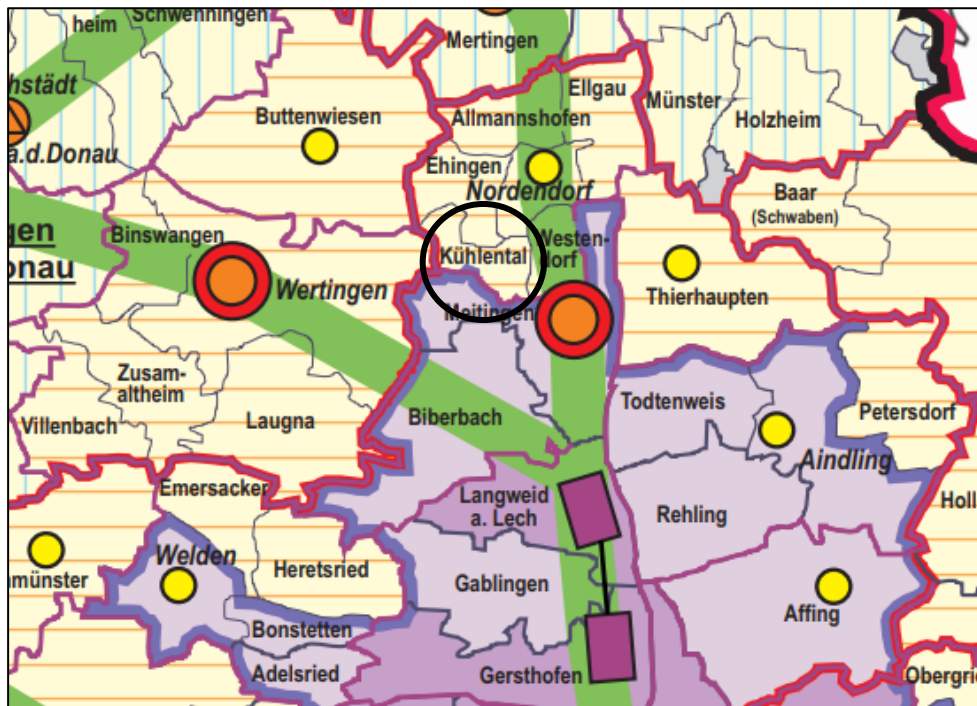 Schwenningen
heim
Mertingen
hstädt
a.d.Donau
Buttenwiesen
Ellgau
Allmannshofen
Münster
Holzheim
Ehingen
Nordendorf
Baar
(Schwaben)
gen
onau
Binswangen
Wertingen
Kühlental
Westen-
dorf
Thierhaupten
Meitingen
Zusam-
altheim
Villenbach
Laugna
Biberbach
Todtenweis
Petersdorf
Aindling
Emersacker
Langweid
a. Lech
Rehling
Holl
Welden
Heretsried
nmünster
Gablingen
Affing
Bonstetten
Adelsried
Gersthofen
Obergrie